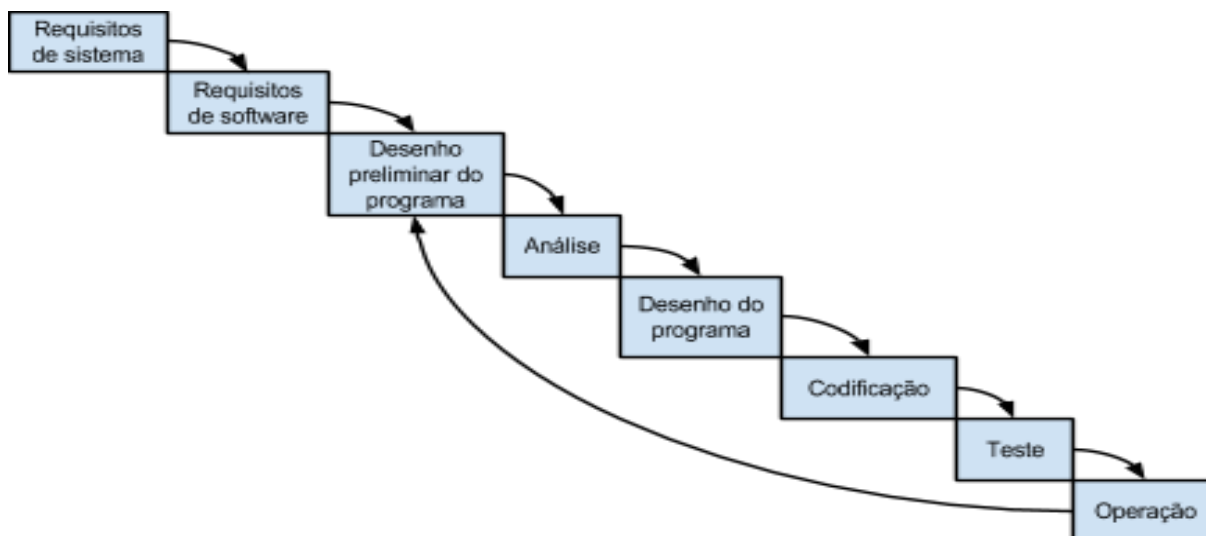 Requisitos
de sistema
Requisitos
de software
Desenho
preliminar do
programa
Análise
Desenho do
programa
Codificação
Teste
Operação